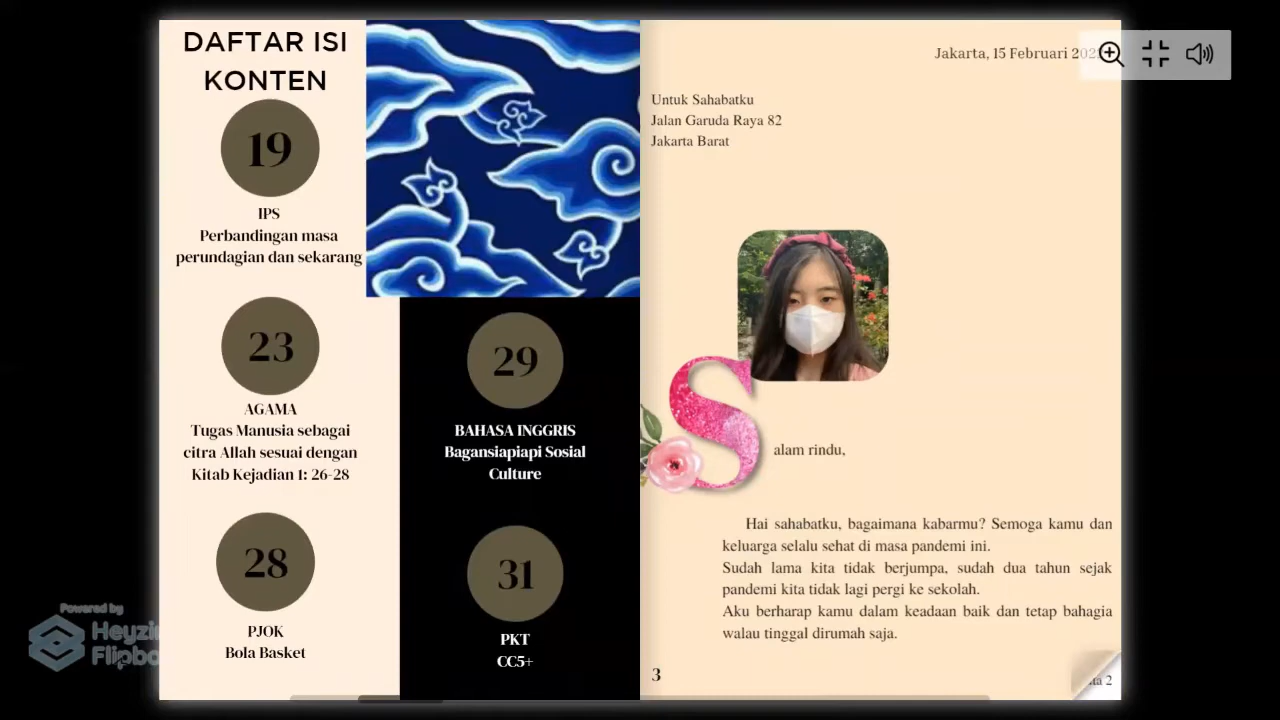 DAFTAR ISI
KONTEN
19
IPS
Perbandingan masa
perundagian dan sekarang
23
AGAMA
Tugas Manusia sebagai
citra Allah sesuai dengan
Kitab Kejadian 1: 26-28
28
PJOK
Bola Basket
29
BAHASA INGGRIS
Bagansiapiapi Sosial
Culture
31
PKT
CC5+
Powered by
Jakarta, 15 Februari
Untuk Sahabatku
Jalan Garuda Raya 82
Jakarta Barat
S
alam rindu,
Hai sahabatku, bagaimana kabarmu? Semoga kamu dan
keluarga selalu sehat di masa pandemi ini.
Sudah lama kita tidak berjumpa, sudah dua tahun sejak
pandemi kita tidak lagi pergi ke sekolah.
Aku berharap kamu dalam keadaan baik dan tetap bahagia
walau tinggal dirumah saja.
3
2